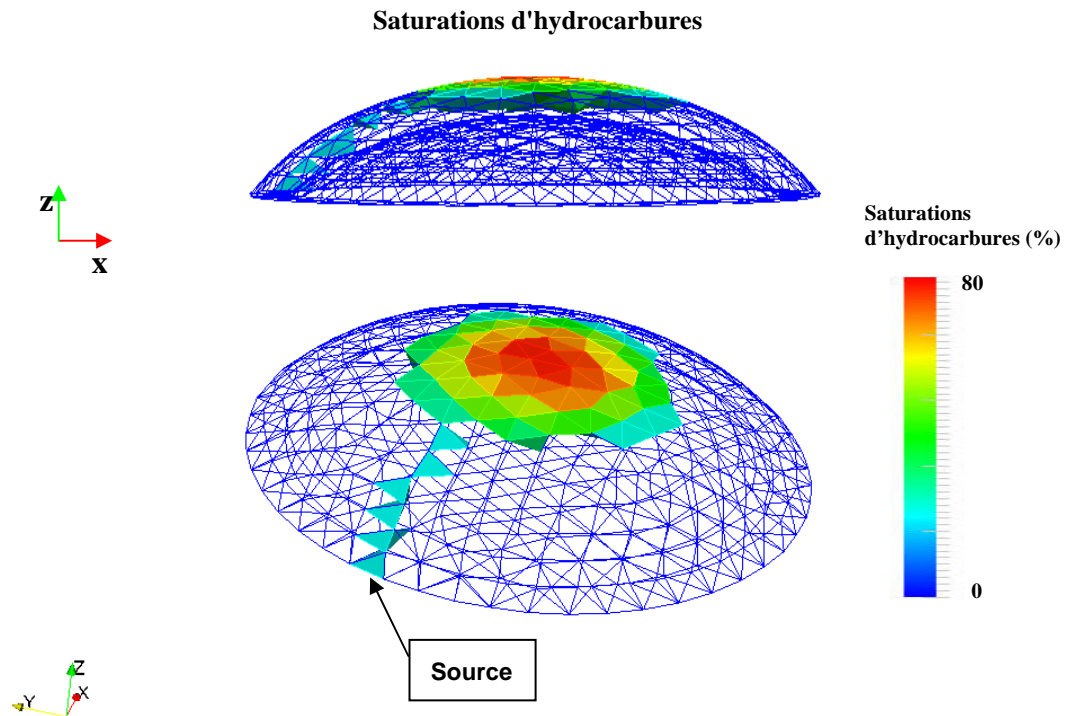 Saturations d'hydrocarbures
z
x
Saturations
d'hydrocarbures (%)
80
0
Source
Z
X
Y